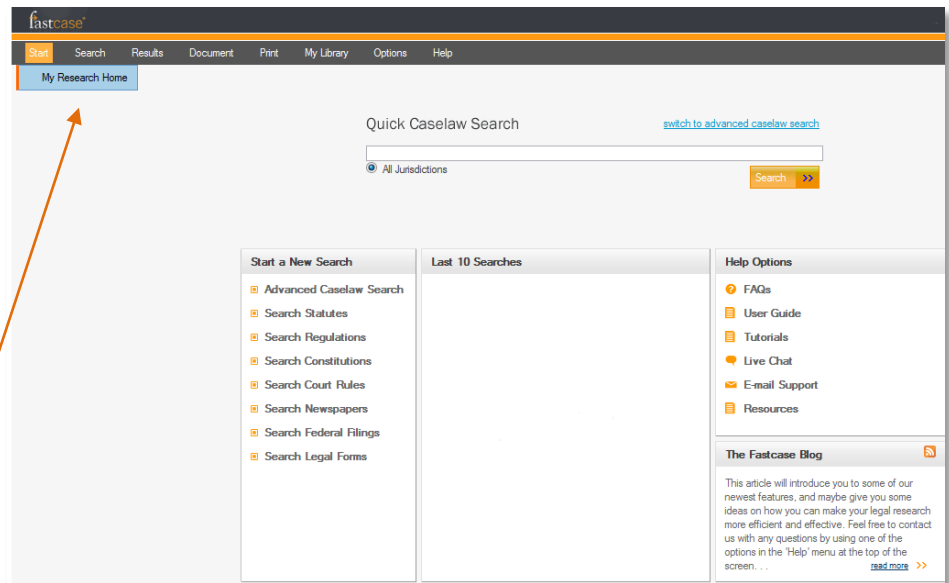 fastcase
Start Search Results Document Print My Library Options Help
My Research Home
Quick Caselaw Search
switch to advanced caselaw search
All Jurisdictions
Search >>
Start a New Search
Advanced Caselaw Search
Search Statutes
Search Regulations
Search Constitutions
Search Court Rules
Search Newspapers
Search Federal Filings
Search Legal Forms
Last 10 Searches
Help Options
FAQs
User Guide
Tutorials
Live Chat
E-mail Support
Resources
The Fastcase Blog
This article will introduce you to some of our
newest features, and maybe give you some
ideas on how you can make your legal research
more efficient and effective. Feel free to contact
us with any questions by using one of the
options in the 'Help' menu at the top of the
screen. . . read more >>